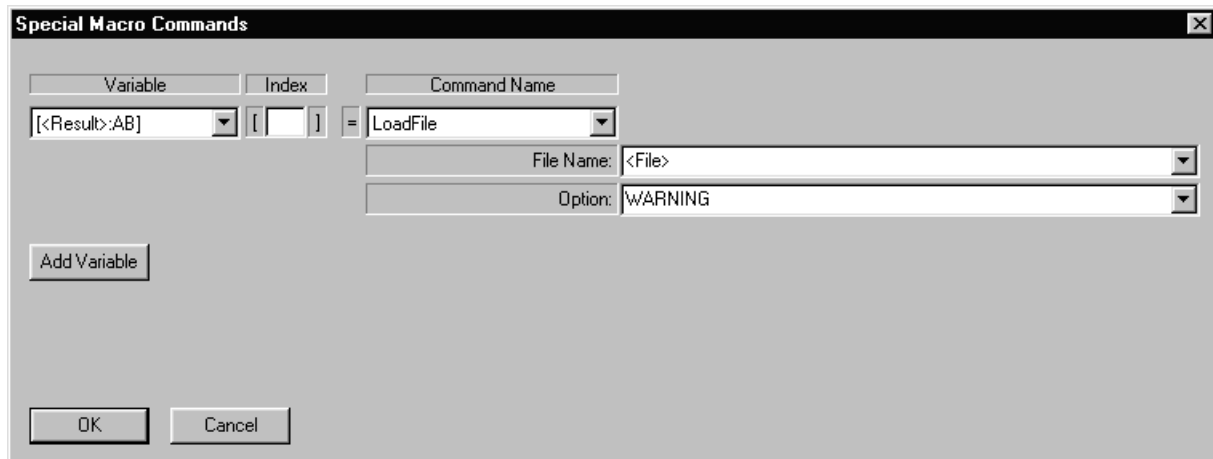 Special Macro Commands
Variable Index Command Name
[<Result>:AB] [ ] = LoadFile
File Name: <File>
Option: WARNING
Add Variable
OK Cancel